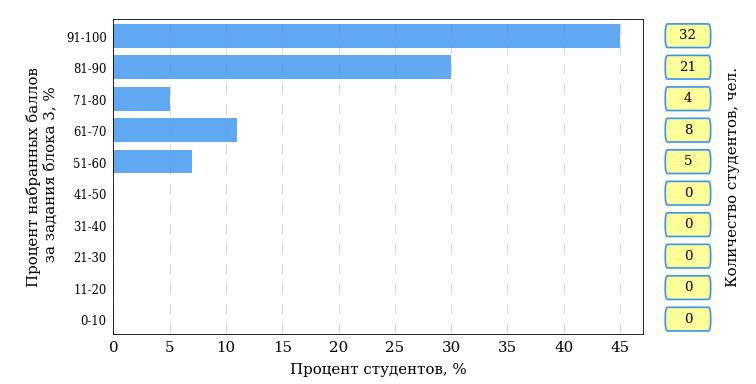 Процент набранных баллов
за задания блока 3, %
91-100 32
81-90 21
71-80 4
61-70 8
51-60 5
41-50 0
31-40 0
21-30 0
11-20 0
0-10 0
0 5 10 15 20 25 30 35 40 45
Процент студентов, %
Количество студентов, чел.